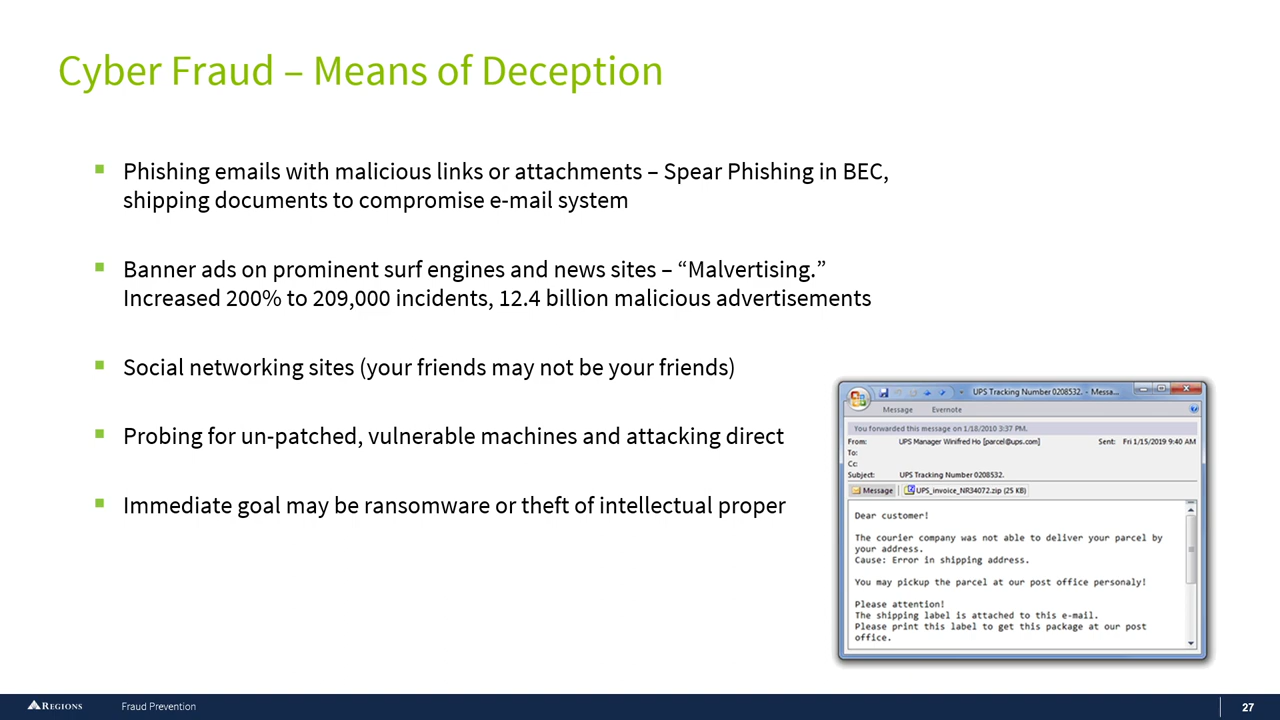 Cyber Fraud – Means of Deception
Phishing emails with malicious links or attachments – Spear Phishing in BEC,
shipping documents to compromise e-mail system
Banner ads on prominent surf engines and news sites – “Malvertising.”
Increased 200% to 209,000 incidents, 12.4 billion malicious advertisements
Social networking sites (your friends may not be your friends)
Probing for un-patched, vulnerable machines and attacking direct
Immediate goal may be ransomware or theft of intellectual proper
UPS Tracking Number 0208532. - Messa...
Message Evernote
You forwarded this message on 1/18/2010 3:37 PM.
From: UPS Manager Winifred Ho [parcel@ups.com] Sent: Fri 1/15/2019 9:40 AM
To:
Cc:
Subject: UPS Tracking Number 0208532.
Message UPS_invoice_NR34072.zip (25 KB)
Dear customer!
The courier company was not able to deliver your parcel by
your address.
Cause: Error in shipping address.
You may pickup the parcel at our post office personaly!
Please attention!
The shipping label is attached to this e-mail.
Please print this label to get this package at our post
office.
REGIONS Fraud Prevention 27